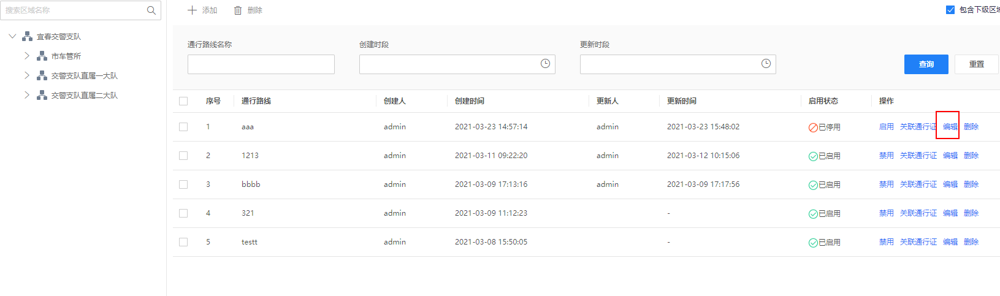 搜索区域名称
宜春交警支队
市车管所
交警支队直属一大队
交警支队直属二大队
添加 删除 包含下级区域
通行路线名称 创建时段 更新时段
查询 重置
序号 通行路线 创建人 创建时间 更新人 更新时间 启用状态 操作
1 aaa admin 2021-03-23 14:57:14 admin 2021-03-23 15:48:02 已停用 启用 关联通行证 编辑 删除
2 1213 admin 2021-03-11 09:22:20 admin 2021-03-12 10:15:06 已启用 禁用 关联通行证 编辑 删除
3 bbbb admin 2021-03-09 17:13:16 admin 2021-03-09 17:17:56 已启用 禁用 关联通行证 编辑 删除
4 321 admin 2021-03-09 11:12:23 - 已启用 禁用 关联通行证 编辑 删除
5 testt admin 2021-03-08 15:50:05 - 已启用 禁用 关联通行证 编辑 删除